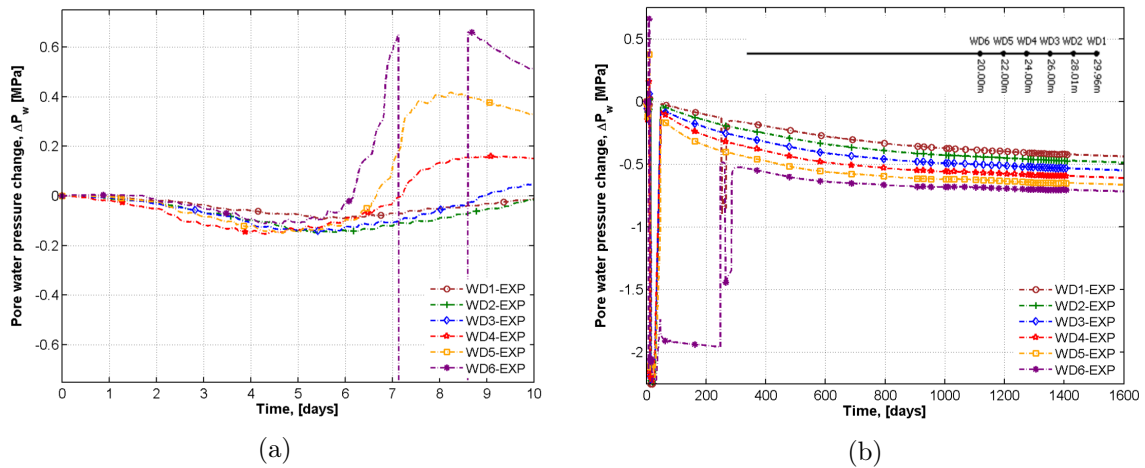 0.6
0.4
0.2
0
-0.2
-0.4
-0.6
Pore water pressure change, ΔP_w [MPa]
WD1-EXP
WD2-EXP
WD3-EXP
WD4-EXP
WD5-EXP
WD6-EXP
0 1 2 3 4 5 6 7 8 9 10
Time, [days]
(a)
0.5
0
-0.5
-1
-1.5
-2
Pore water pressure change, ΔP_w [MPa]
WD6 WD5 WD4 WD3 WD2 WD1
20.00m 22.00m 24.00m 26.00m 28.01m 29.96m
WD1-EXP
WD2-EXP
WD3-EXP
WD4-EXP
WD5-EXP
WD6-EXP
0 200 400 600 800 1000 1200 1400 1600
Time, [days]
(b)